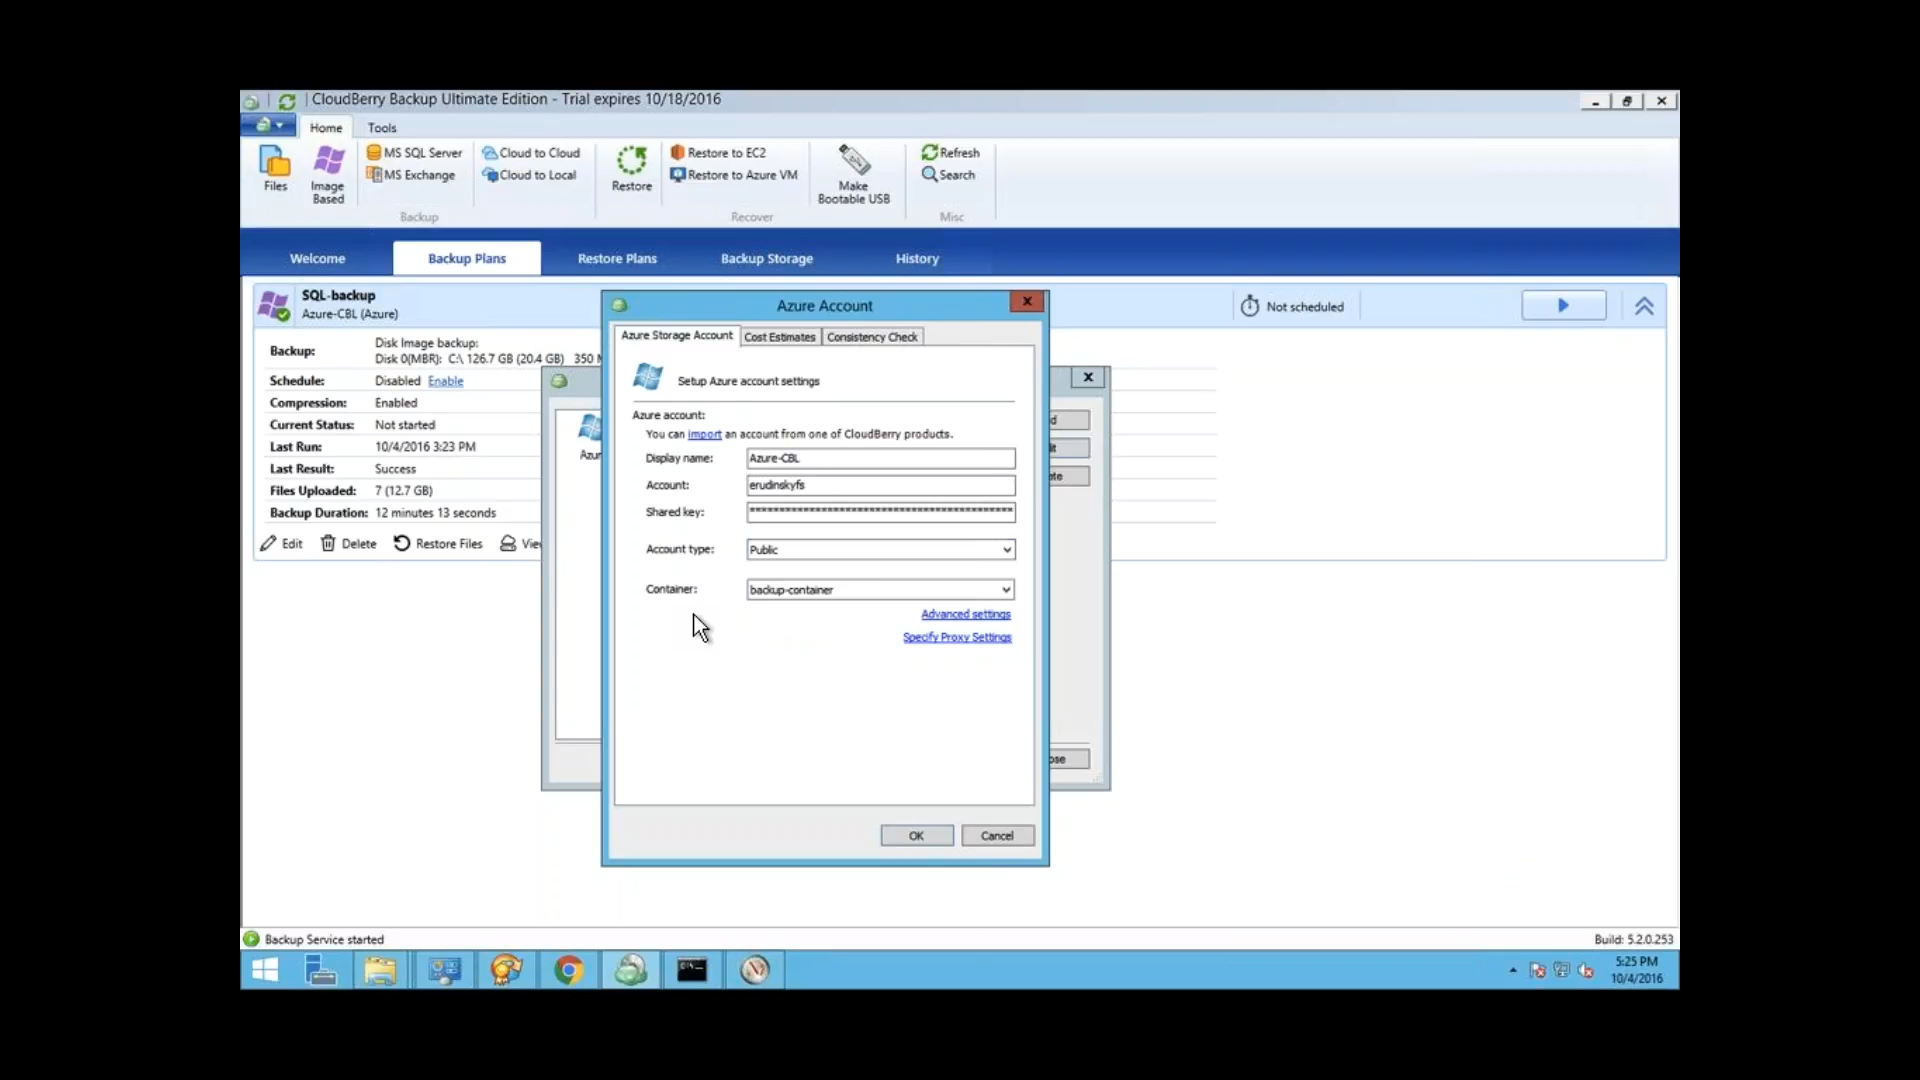 CloudBerry Backup Ultimate Edition - Trial expires 10/18/2016
Home Tools
Files
Image
Based
MS SQL Server
MS Exchange
Backup
Cloud to Cloud
Cloud to Local
Restore
Restore to EC2
Restore to Azure VM
Recover
Make
Bootable USB
Refresh
Search
Misc
Welcome Backup Plans Restore Plans Backup Storage History
SQL-backup
Azure-CBL (Azure)
Not scheduled
Backup: Disk Image backup:
Disk 0(MBR): C:\ 126.7 GB (20.4 GB) 350
Schedule: Disabled Enable
Compression: Enabled
Current Status: Not started
Last Run: 10/4/2016 3:23 PM
Last Result: Success
Files Uploaded: 7 (12.7 GB)
Backup Duration: 12 minutes 13 seconds
Edit Delete Restore Files
Azure Account
Azure Storage Account Cost Estimates Consistency Check
Setup Azure account settings
Azure account:
You can import an account from one of CloudBerry products.
Display name: Azure-CBL
Account: erudinskyfs
Shared key:
Account type: Public
Container: backup-container
Advanced settings
Specify Proxy Settings
OK Cancel
Backup Service started
Build: 5.2.0.253
5:25 PM
10/4/2016